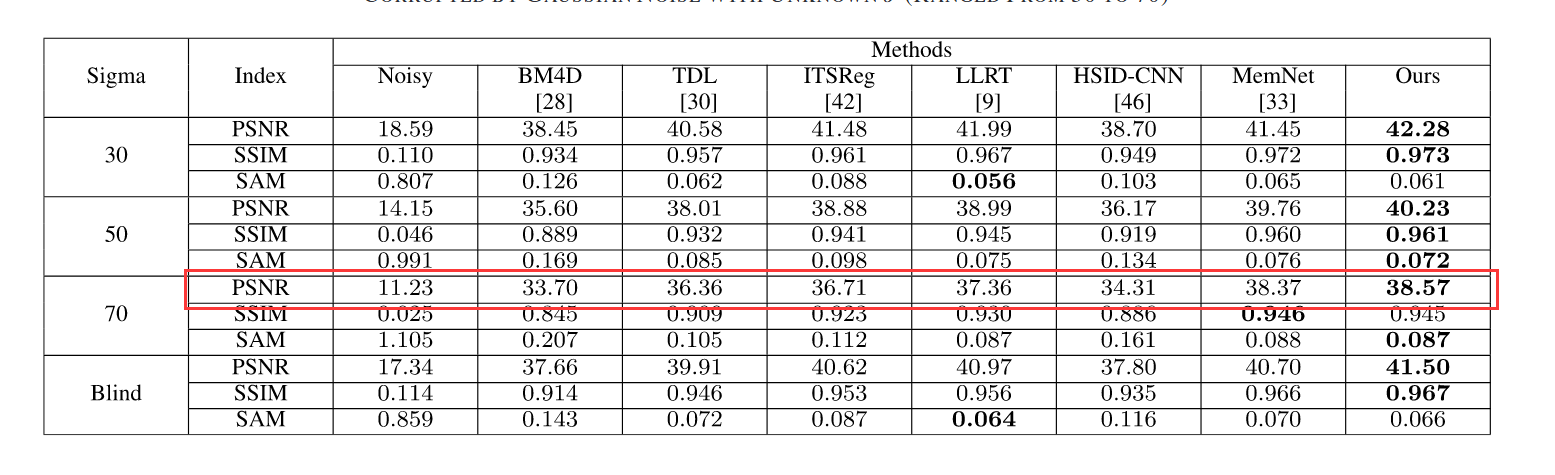 Sigma Index Methods
Noisy BM4D TDL ITSReg LLRT HSID-CNN MemNet Ours
[28] [30] [42] [9] [46] [33]
30 PSNR 18.59 38.45 40.58 41.48 41.99 38.70 41.45 42.28
SSIM 0.110 0.934 0.957 0.961 0.967 0.949 0.972 0.973
SAM 0.807 0.126 0.062 0.088 0.056 0.103 0.065 0.061
50 PSNR 14.15 35.60 38.01 38.88 38.99 36.17 39.76 40.23
SSIM 0.046 0.889 0.932 0.941 0.945 0.919 0.960 0.961
SAM 0.991 0.169 0.085 0.098 0.075 0.134 0.076 0.072
70 PSNR 11.23 33.70 36.36 36.71 37.36 34.31 38.37 38.57
SSIM 0.025 0.845 0.909 0.923 0.930 0.886 0.946 0.945
SAM 1.105 0.207 0.105 0.112 0.087 0.161 0.088 0.087
Blind PSNR 17.34 37.66 39.91 40.62 40.97 37.80 40.70 41.50
SSIM 0.114 0.914 0.946 0.953 0.956 0.935 0.966 0.967
SAM 0.859 0.143 0.072 0.087 0.064 0.116 0.070 0.066